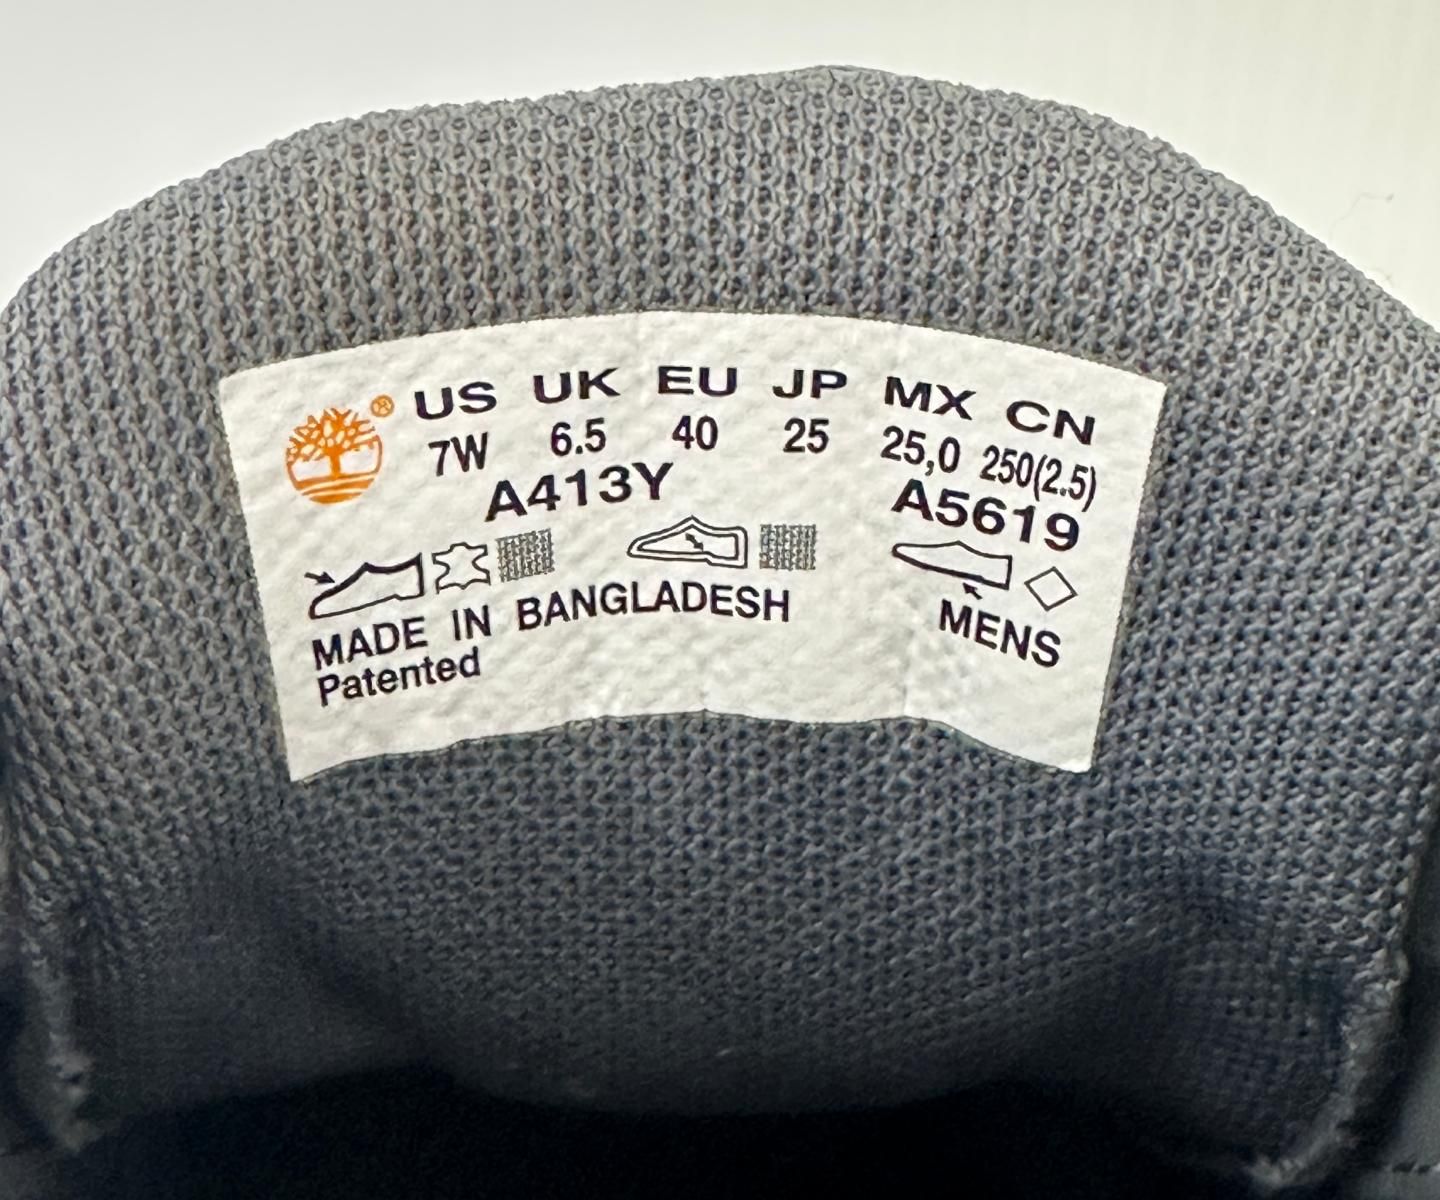 ® US UK EU JP MX CN
7W 6.5 40 25 25,0 250(2.5)
A413Y A5619
MADE IN BANGLADESH MENS
Patented